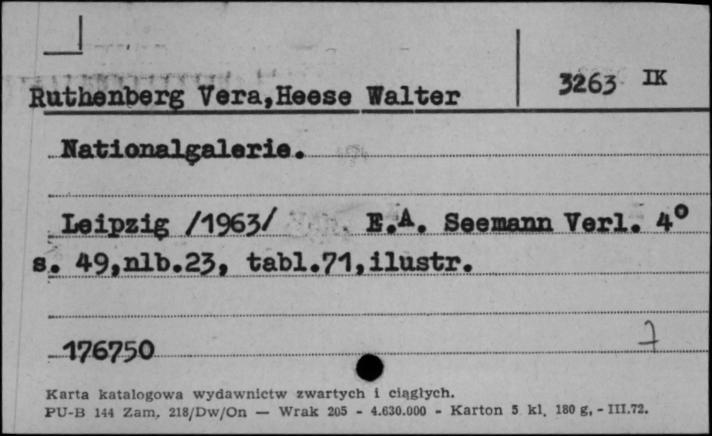 3263 IK
Ruthenberg Vera,Heese Walter
Nationalgalerie.
Leipzig /1963/ E.A. Seemann Verl. 4°
s. 49,nlb.23, tabl.71,ilustr.
176750 7
Karta katalogowa wydawnictw zwartych i ciągłych.
PU-B 144 Zam. 218/Dw/On — Wrak 205 - 4.630.000 - Karton 5 kl. 180 g. - III.72.